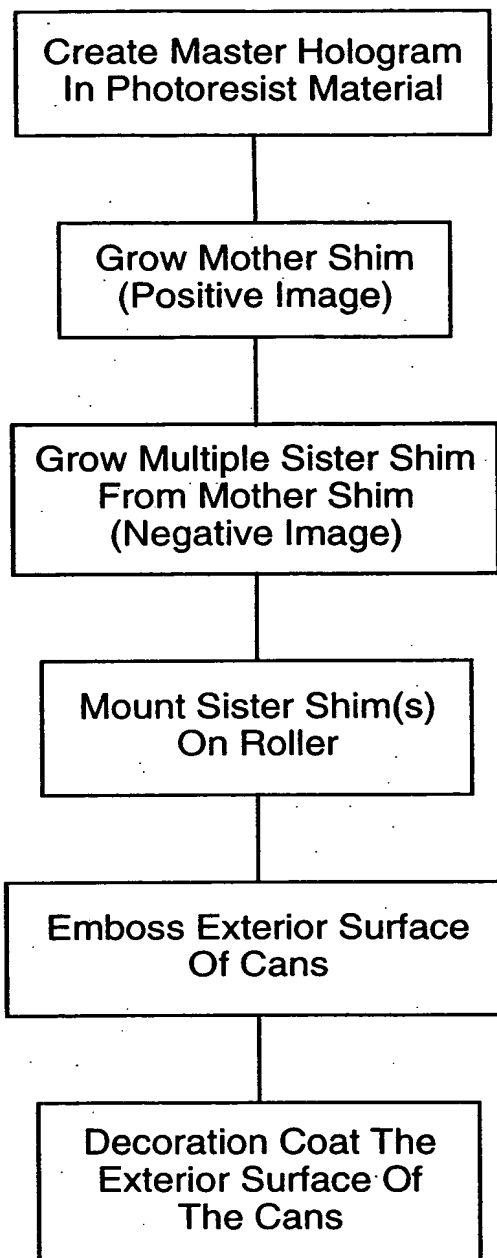 Create Master Hologram
In Photoresist Material
Grow Mother Shim
(Positive Image)
Grow Multiple Sister Shim
From Mother Shim
(Negative Image)
Mount Sister Shim(s)
On Roller
Emboss Exterior Surface
Of Cans
Decoration Coat The
Exterior Surface Of
The Cans